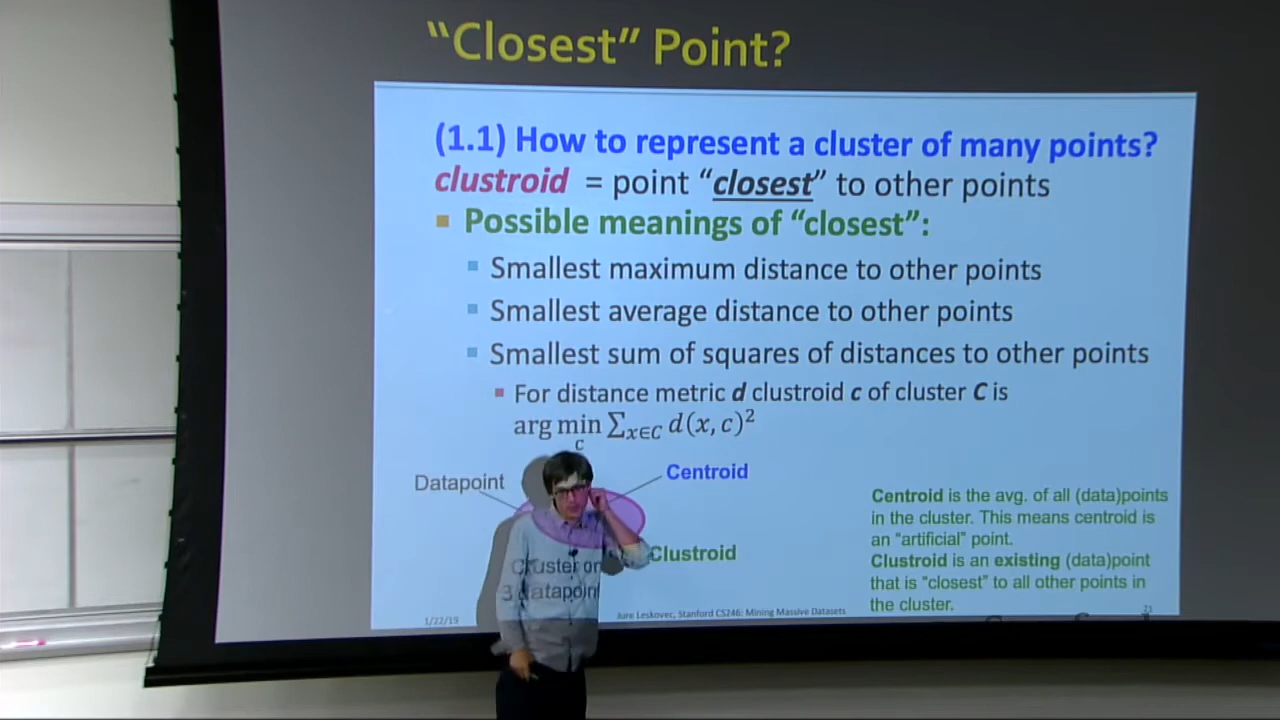 “Closest” Point?
(1.1) How to represent a cluster of many points?
clustroid = point “closest” to other points
Possible meanings of “closest”:
Smallest maximum distance to other points
Smallest average distance to other points
Smallest sum of squares of distances to other points
For distance metric d clustroid c of cluster C is
arg min ∑x∈C d(x, c)²
c
Datapoint
Centroid
Clustroid
Cluster on
3 datapoint
Centroid is the avg. of all (data)points
in the cluster. This means centroid is
an “artificial” point.
Clustroid is an existing (data)point
that is “closest” to all other points in
the cluster.
1/22/19
Jure Leskovec, Stanford CS246: Mining Massive Datasets
21